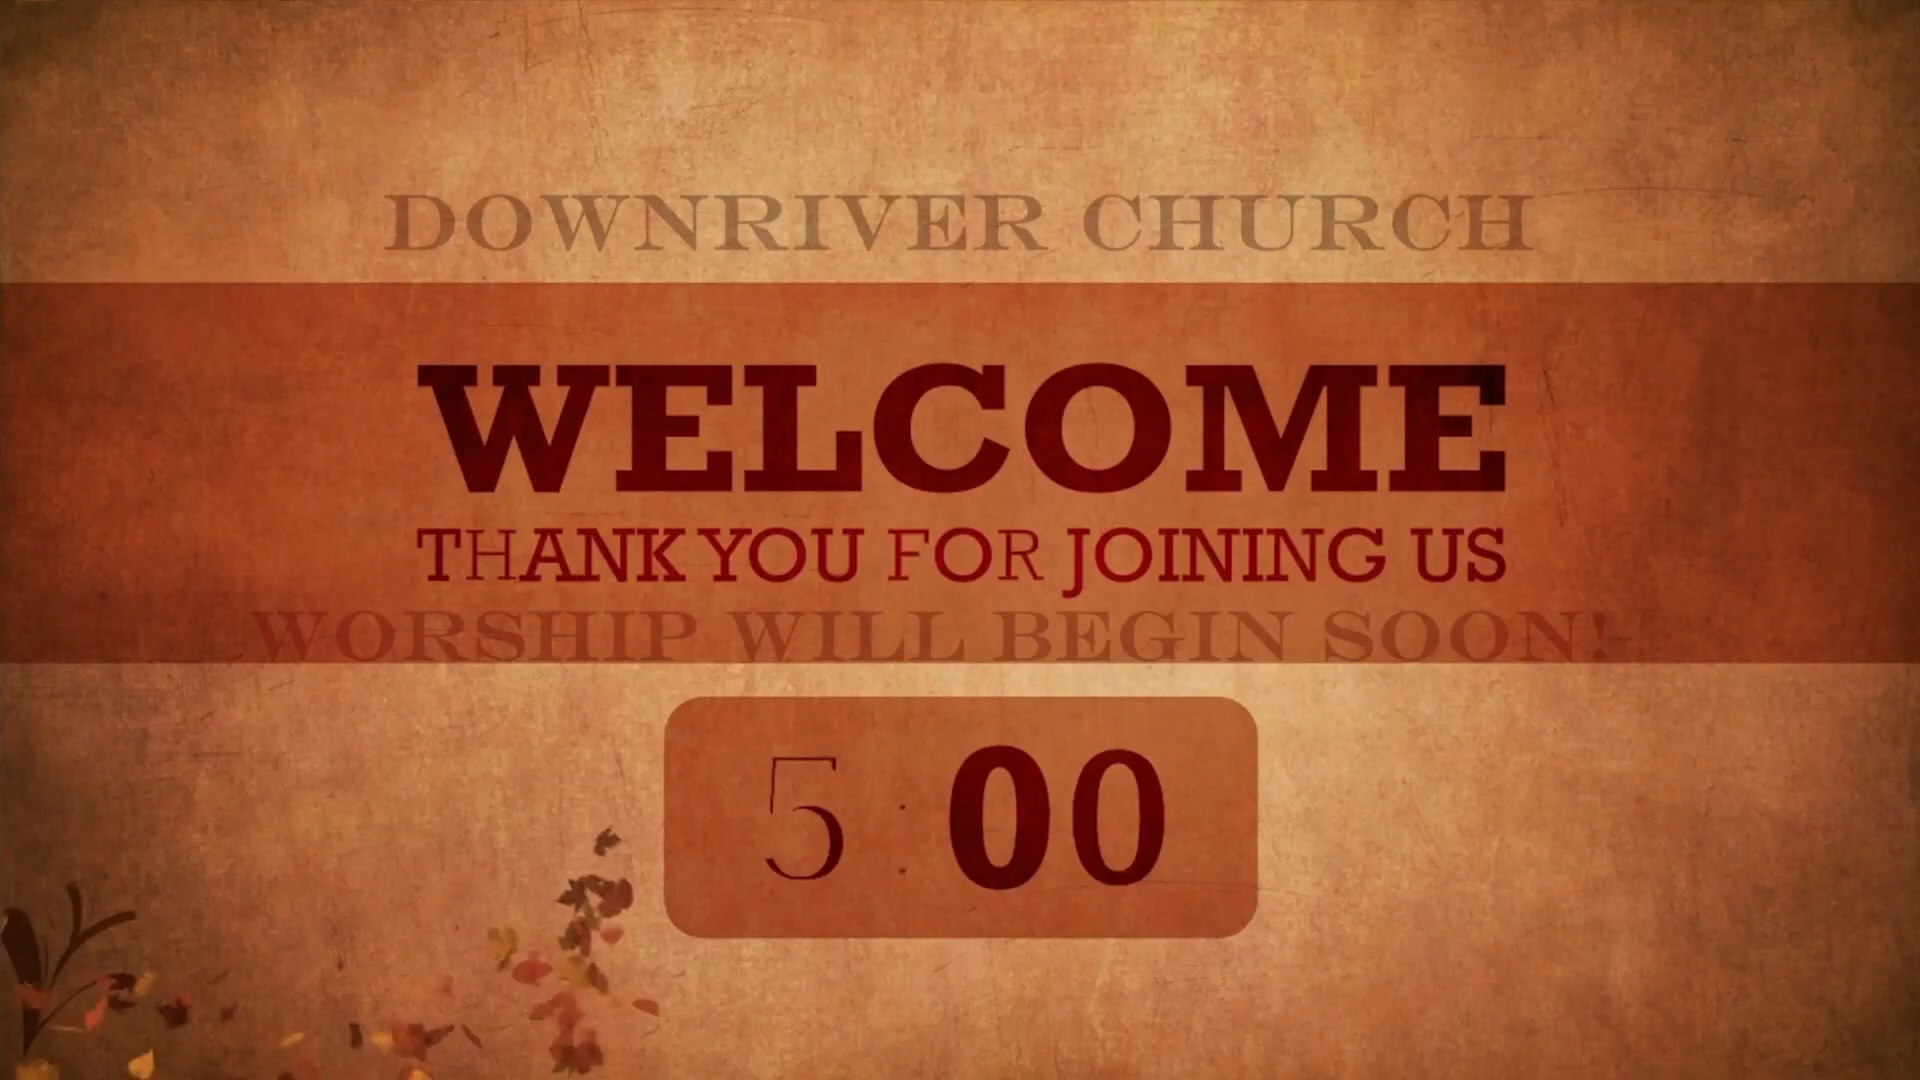 DOWNRIVER CHURCH
WELCOME
THANK YOU FOR JOINING US
WORSHIP WILL BEGIN SOON!
5:00